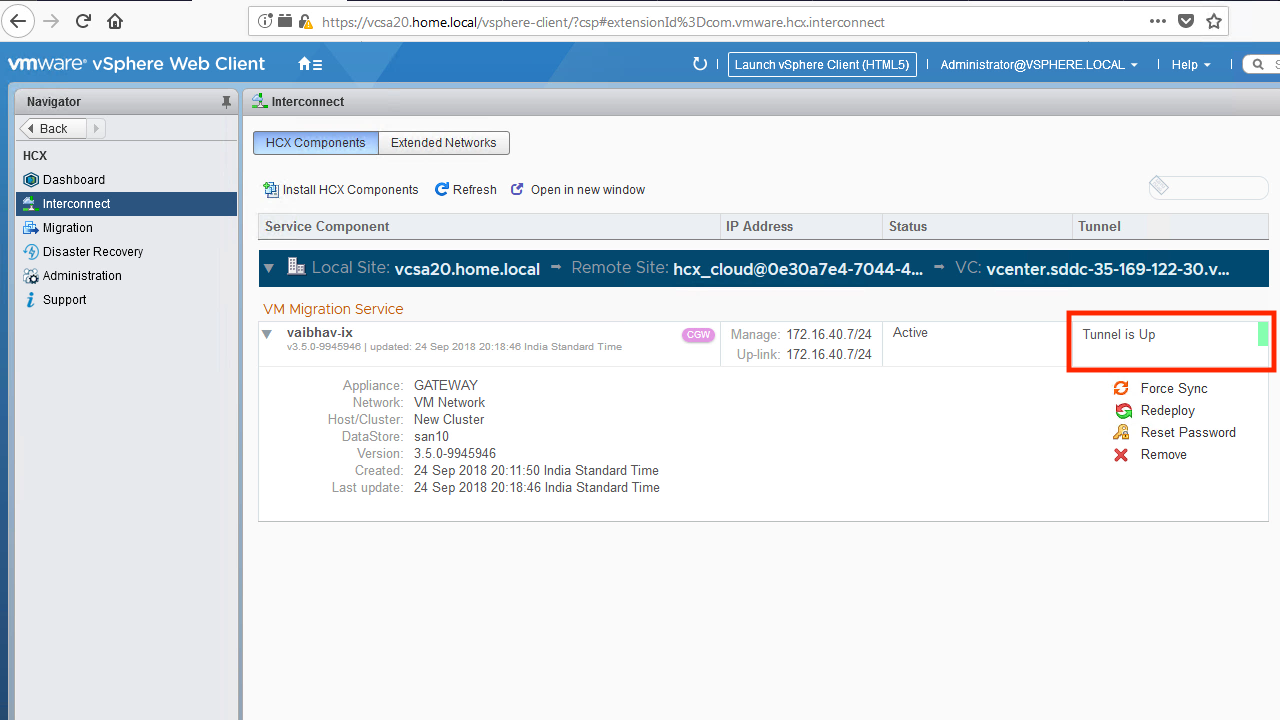 https://vcsa20.home.local/vsphere-client/?csp#extensionId%3Dcom.vmware.hcx.interconnect
vmware® vSphere Web Client
Launch vSphere Client (HTML5)
Administrator@VSPHERE.LOCAL
Help
S
Navigator
Back
HCX
Dashboard
Interconnect
Migration
Disaster Recovery
Administration
Support
Interconnect
HCX Components
Extended Networks
Install HCX Components
Refresh
Open in new window
Service Component
IP Address
Status
Tunnel
Local Site: vcsa20.home.local → Remote Site: hcx_cloud@0e30a7e4-7044-4... → VC: vcenter.sddc-35-169-122-30.v...
VM Migration Service
vaibhav-ix
v3.5.0-9945946 | updated: 24 Sep 2018 20:18:46 India Standard Time
CGW
Manage: 172.16.40.7/24
Up-link: 172.16.40.7/24
Active
Tunnel is Up
Appliance: GATEWAY
Network: VM Network
Host/Cluster: New Cluster
DataStore: san10
Version: 3.5.0-9945946
Created: 24 Sep 2018 20:11:50 India Standard Time
Last update: 24 Sep 2018 20:18:46 India Standard Time
Force Sync
Redeploy
Reset Password
Remove